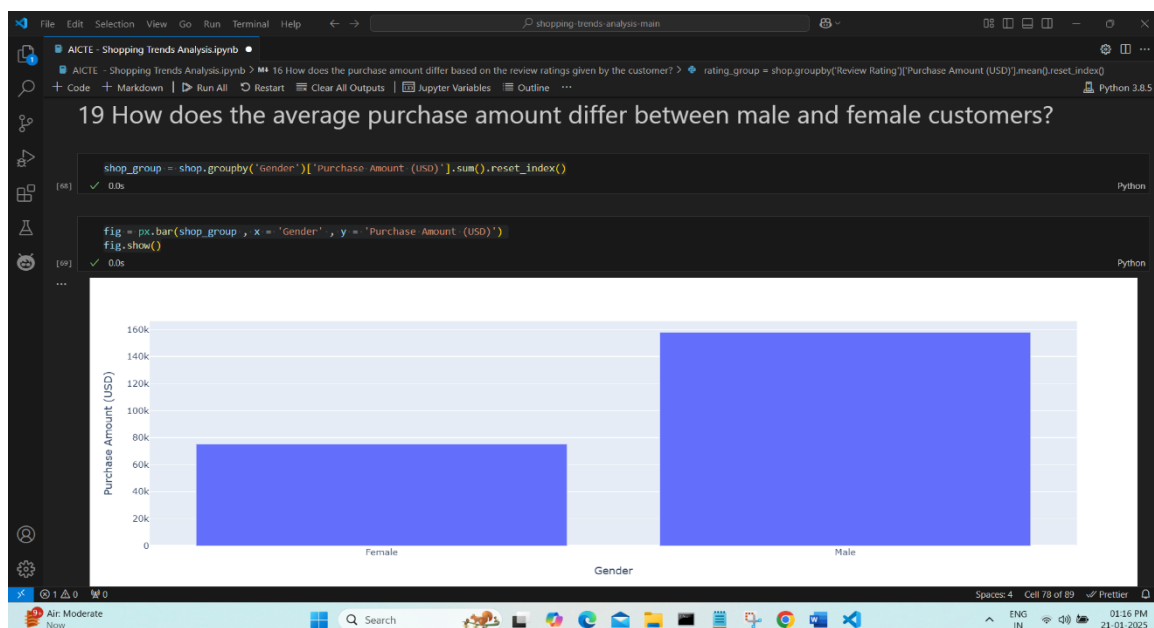 File Edit Selection View Go Run Terminal Help
shopping-trends-analysis-main
AICTE - Shopping Trends Analysis.ipynb
AICTE - Shopping Trends Analysis.ipynb > M↓ 16 How does the purchase amount differ based on the review ratings given by the customer? > rating_group = shop.groupby('Review Rating')['Purchase Amount (USD)'].mean().reset_index()
+ Code + Markdown | Run All Restart Clear All Outputs | Jupyter Variables Outline ... Python 3.8.5
19 How does the average purchase amount differ between male and female customers?
shop_group = shop.groupby('Gender')['Purchase Amount (USD)'].sum().reset_index()
[68] ✓ 0.0s Python
fig = px.bar(shop_group , x = 'Gender' , y = 'Purchase Amount (USD)')
fig.show()
[69] ✓ 0.0s Python
...
160k
140k
120k
100k
80k
60k
40k
20k
0
Purchase Amount (USD)
Female Male
Gender
1 0 0 Spaces: 4 Cell 78 of 89 Prettier
9+ Air: Moderate
Now
Search
ENG
IN
01:16 PM
21-01-2025